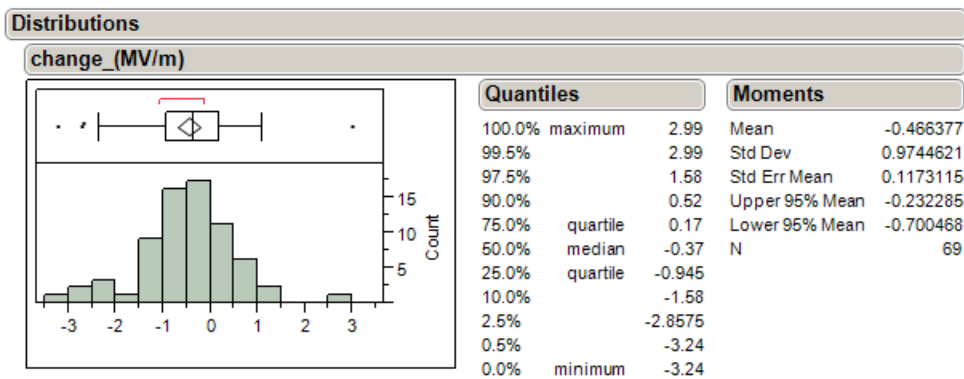 Distributions
change_(MV/m)
15
10
5
Count
-3 -2 -1 0 1 2 3
Quantiles
100.0% maximum 2.99
99.5% 2.99
97.5% 1.58
90.0% 0.52
75.0% quartile 0.17
50.0% median -0.37
25.0% quartile -0.945
10.0% -1.58
2.5% -2.8575
0.5% -3.24
0.0% minimum -3.24
Moments
Mean -0.466377
Std Dev 0.9744621
Std Err Mean 0.1173115
Upper 95% Mean -0.232285
Lower 95% Mean -0.700468
N 69